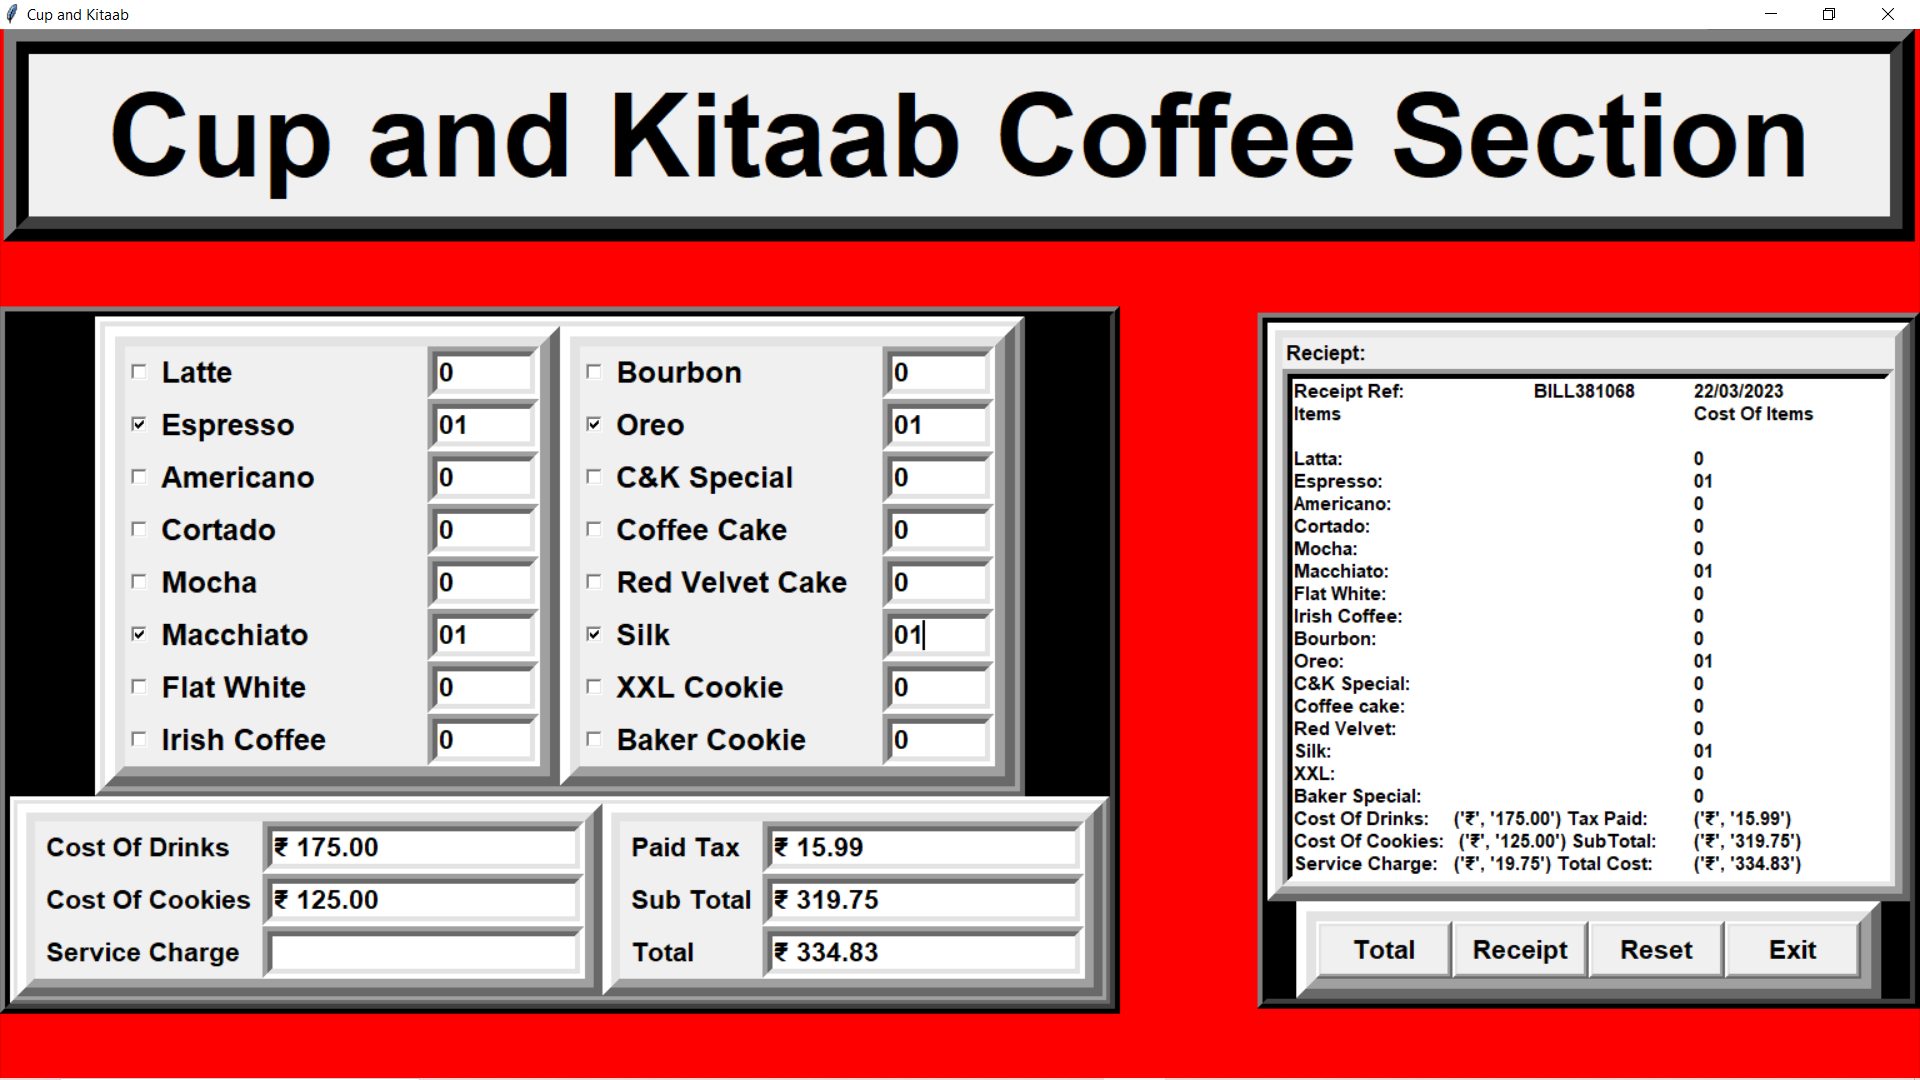 Cup and Kitaab
Cup and Kitaab Coffee Section
Latte 0
Espresso 01
Americano 0
Cortado 0
Mocha 0
Macchiato 01
Flat White 0
Irish Coffee 0
Bourbon 0
Oreo 01
C&K Special 0
Coffee Cake 0
Red Velvet Cake 0
Silk 01
XXL Cookie 0
Baker Cookie 0
Cost Of Drinks ₹ 175.00
Cost Of Cookies ₹ 125.00
Service Charge
Paid Tax ₹ 15.99
Sub Total ₹ 319.75
Total ₹ 334.83
Reciept:
Receipt Ref: BILL381068 22/03/2023
Items Cost Of Items
Latta: 0
Espresso: 01
Americano: 0
Cortado: 0
Mocha: 0
Macchiato: 01
Flat White: 0
Irish Coffee: 0
Bourbon: 0
Oreo: 01
C&K Special: 0
Coffee cake: 0
Red Velvet: 0
Silk: 01
XXL: 0
Baker Special: 0
Cost Of Drinks: ('₹', '175.00') Tax Paid: ('₹', '15.99')
Cost Of Cookies: ('₹', '125.00') SubTotal: ('₹', '319.75')
Service Charge: ('₹', '19.75') Total Cost: ('₹', '334.83')
Total Receipt Reset Exit